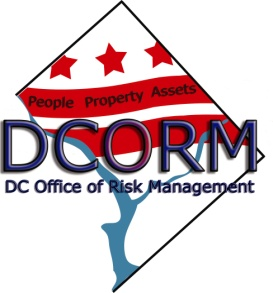 People Property Assets
DCORM
DC Office of Risk Management